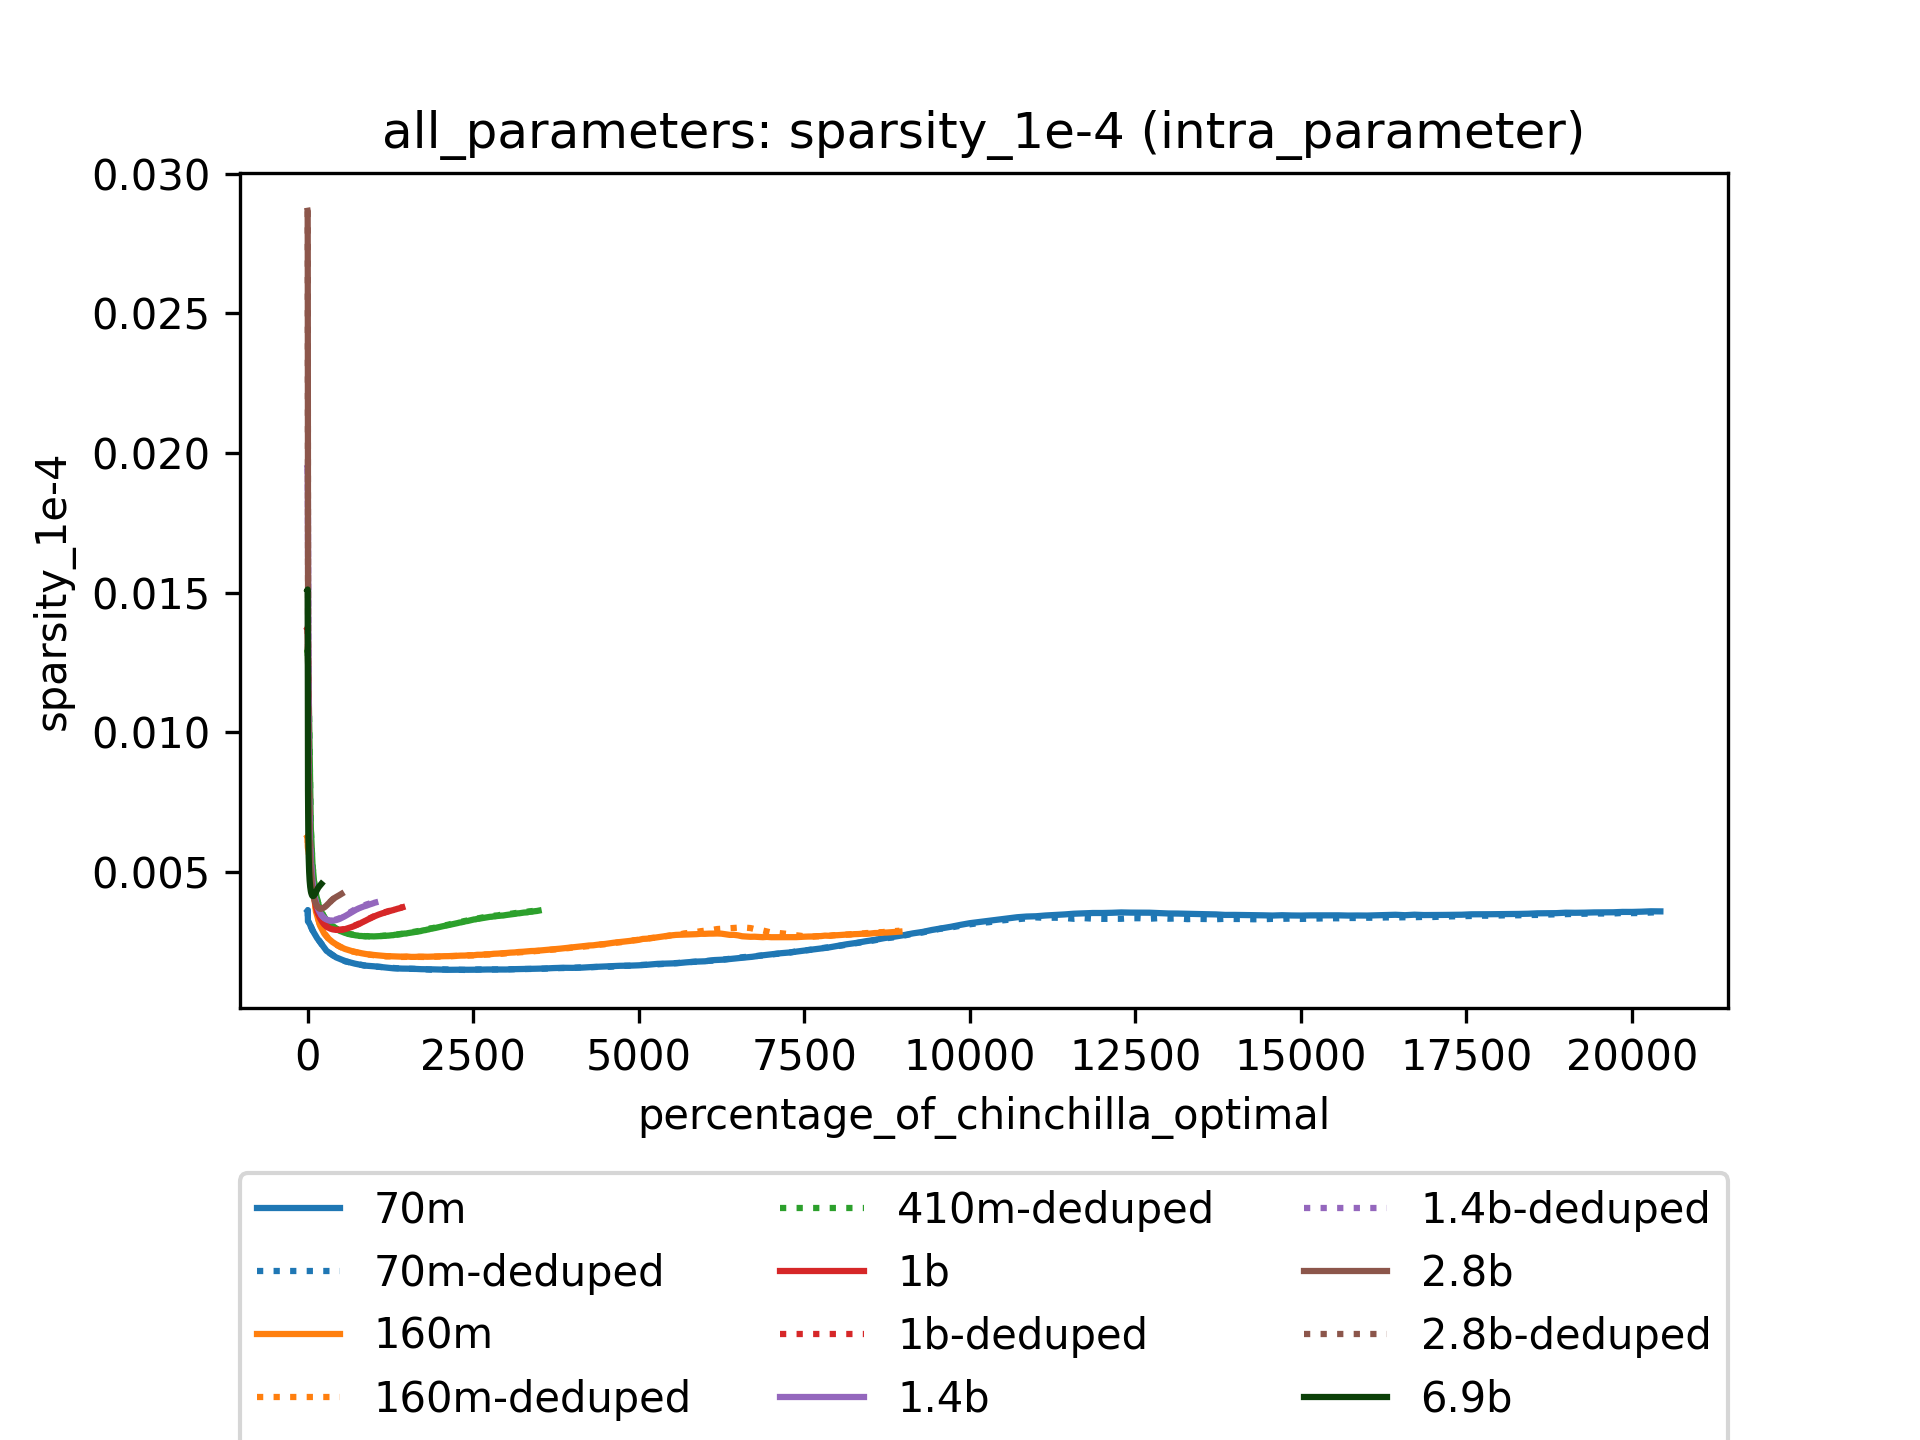 all_parameters: sparsity_1e-4 (intra_parameter)
0.030
0.025
0.020
0.015
0.010
0.005
sparsity_1e-4
0 2500 5000 7500 10000 12500 15000 17500 20000
percentage_of_chinchilla_optimal
70m
70m-deduped
160m
160m-deduped
410m-deduped
1b
1b-deduped
1.4b
1.4b-deduped
2.8b
2.8b-deduped
6.9b